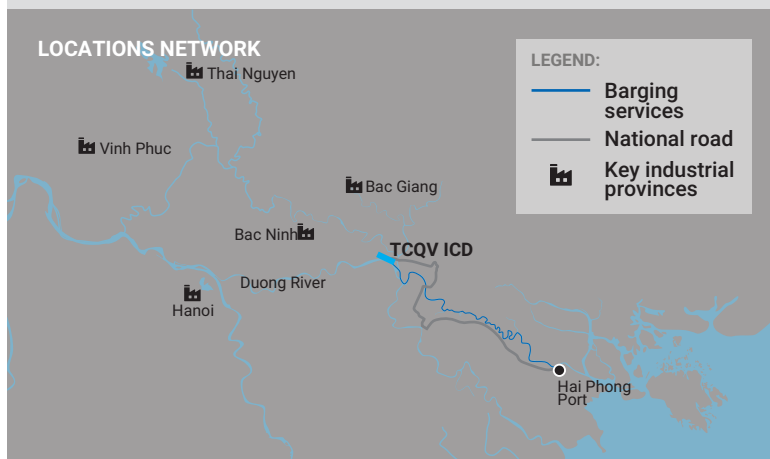 LOCATIONS NETWORK
Thai Nguyen
Vinh Phuc
Bac Giang
Bac Ninh
TCQV ICD
Duong River
Hanoi
Hai Phong
Port
LEGEND:
Barging
services
National road
Key industrial
provinces